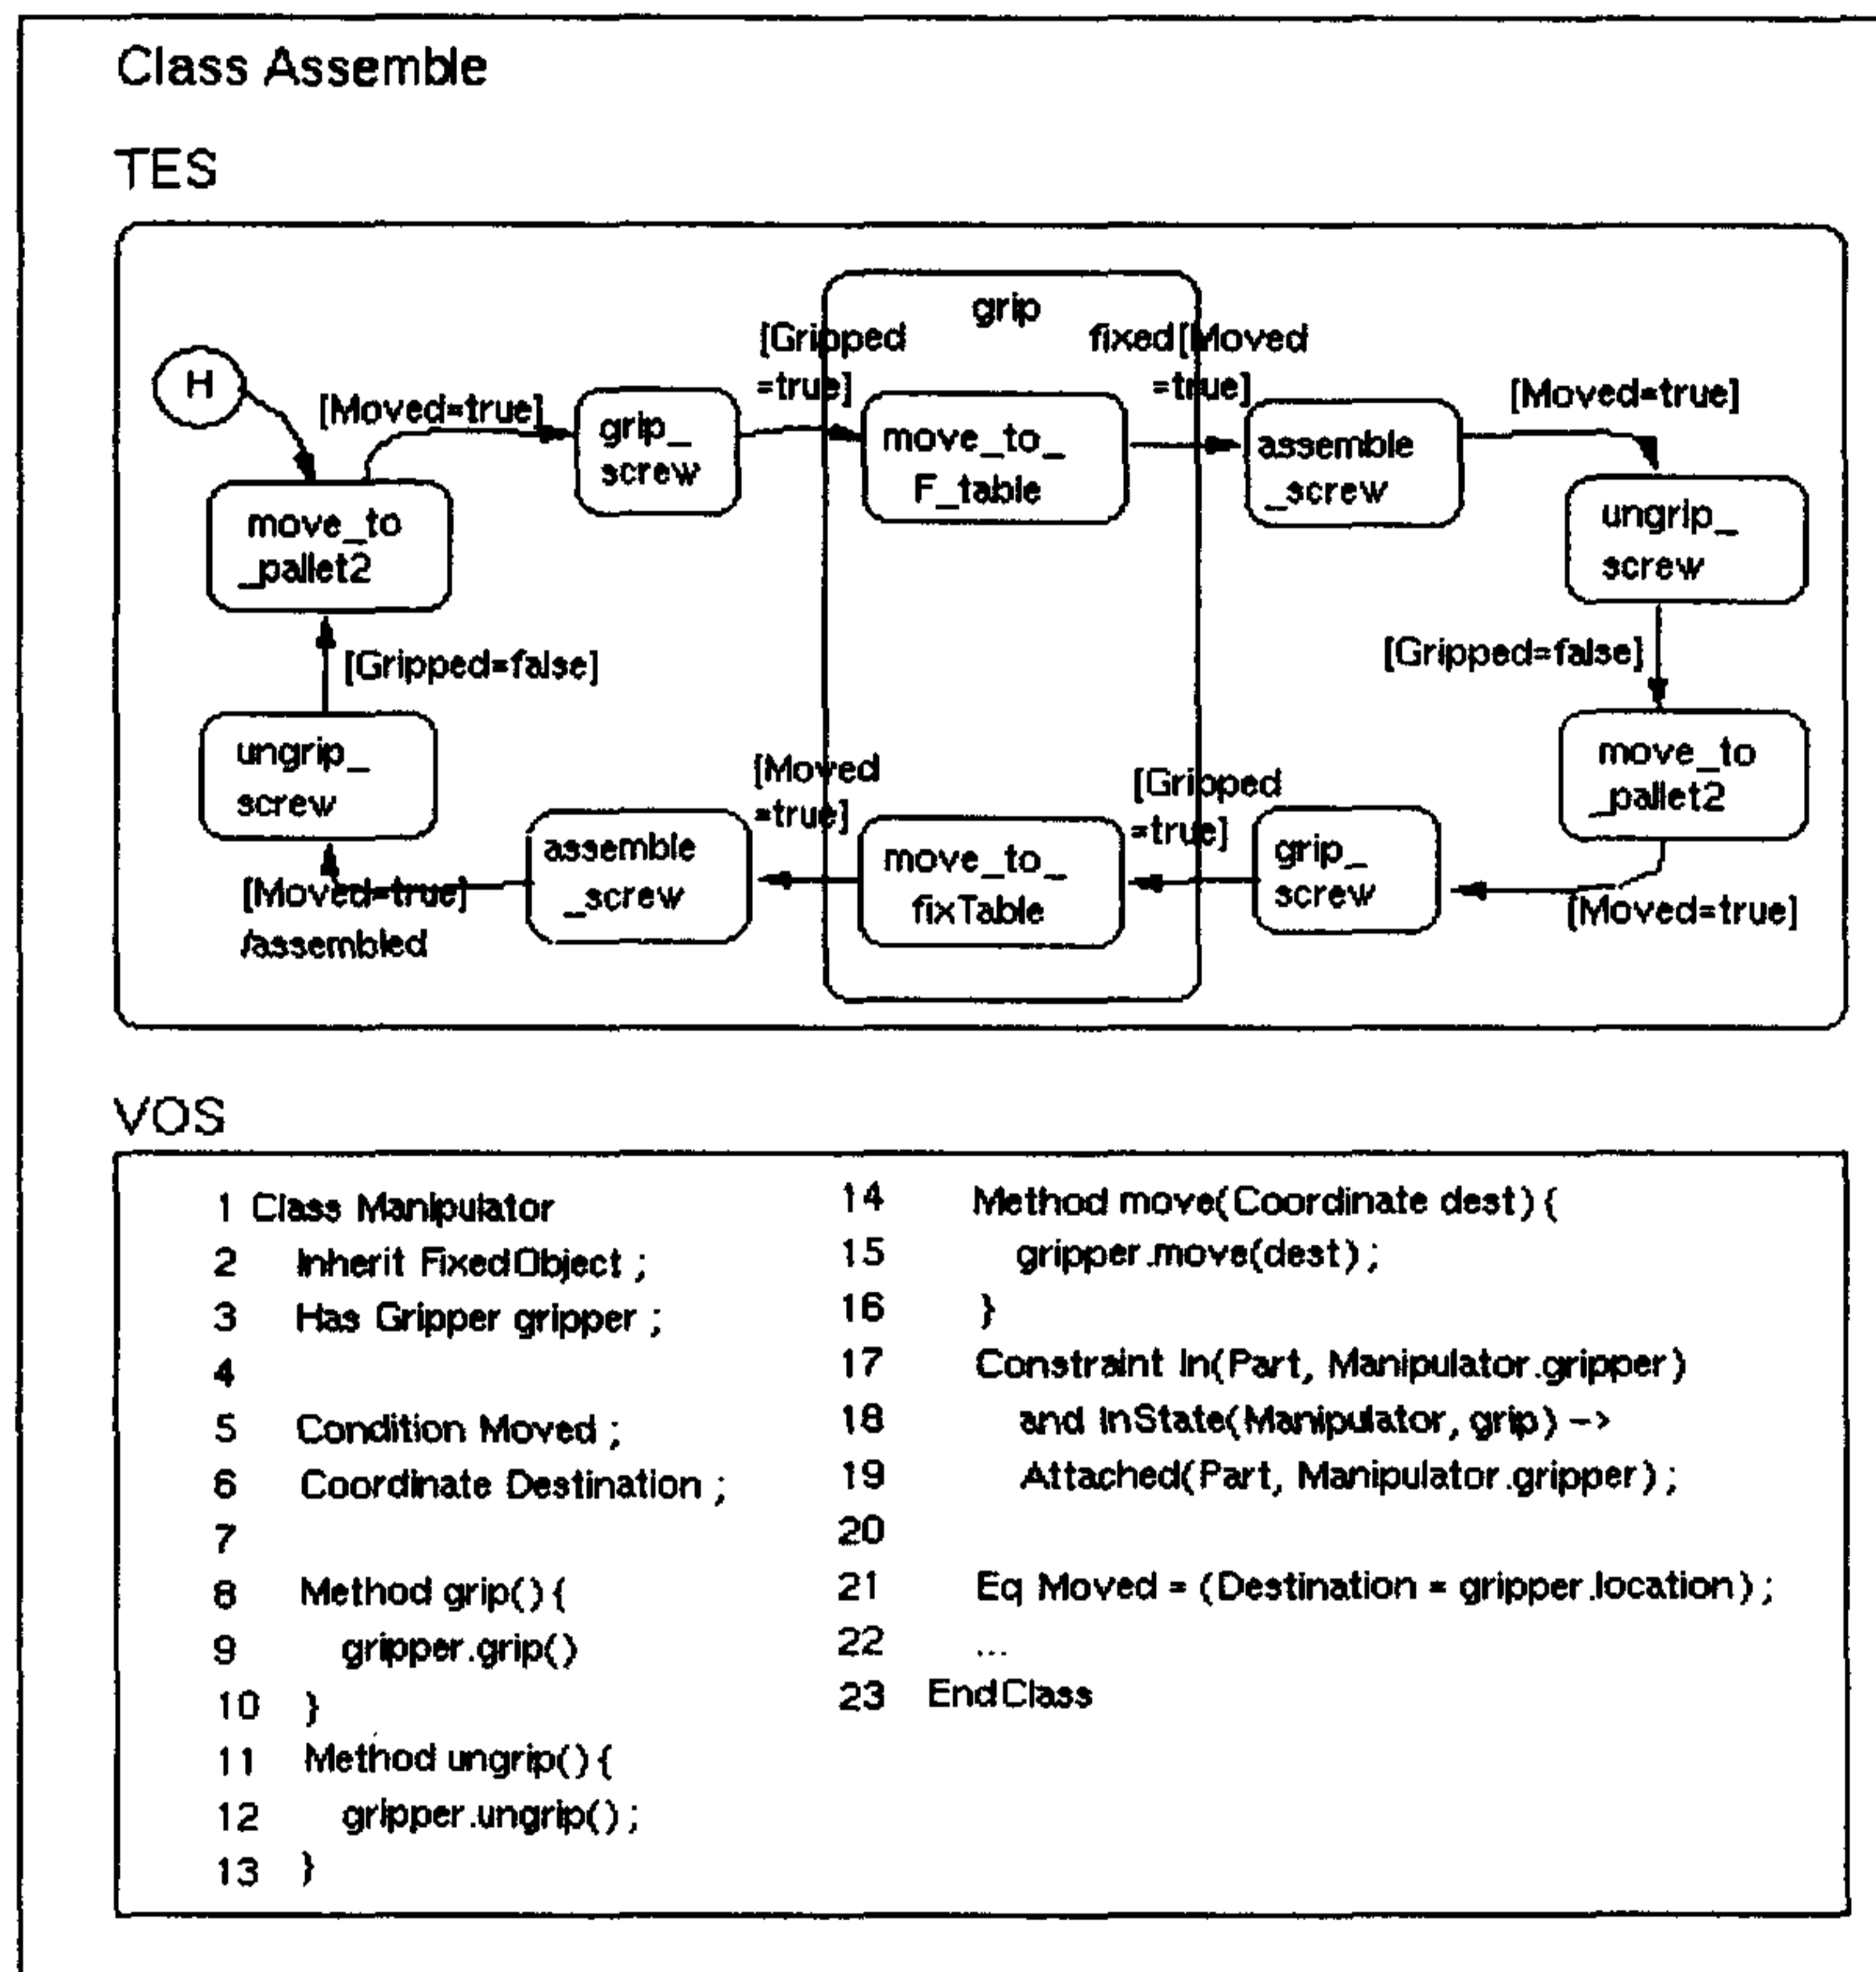 Class Assemble
TES
grip
[Gripped
=true]
fixed[Moved
=true]
H
[Moved=true]
grip_
screw
move_to_
F_table
assemble
_screw
[Moved=true]
move_to
_pallet2
ungrip_
screw
[Gripped=false]
[Gripped=false]
ungrip_
screw
[Moved
=true]
[Gripped
=true]
move_to
_pallet2
assemble
_screw
move_to_
fixTable
grip_
screw
[Moved=true]
/assembled
[Moved=true]
VOS
1 Class Manipulator
2 Inherit FixedObject ;
3 Has Gripper gripper ;
4
5 Condition Moved ;
6 Coordinate Destination ;
7
8 Method grip(){
9 gripper.grip()
10 }
11 Method ungrip(){
12 gripper.ungrip();
13 }
14 Method move(Coordinate dest){
15 gripper.move(dest);
16 }
17 Constraint In(Part, Manipulator.gripper)
18 and InState(Manipulator, grip) ->
19 Attached(Part, Manipulator.gripper);
20
21 Eq Moved = (Destination = gripper.location);
22 ...
23 EndClass